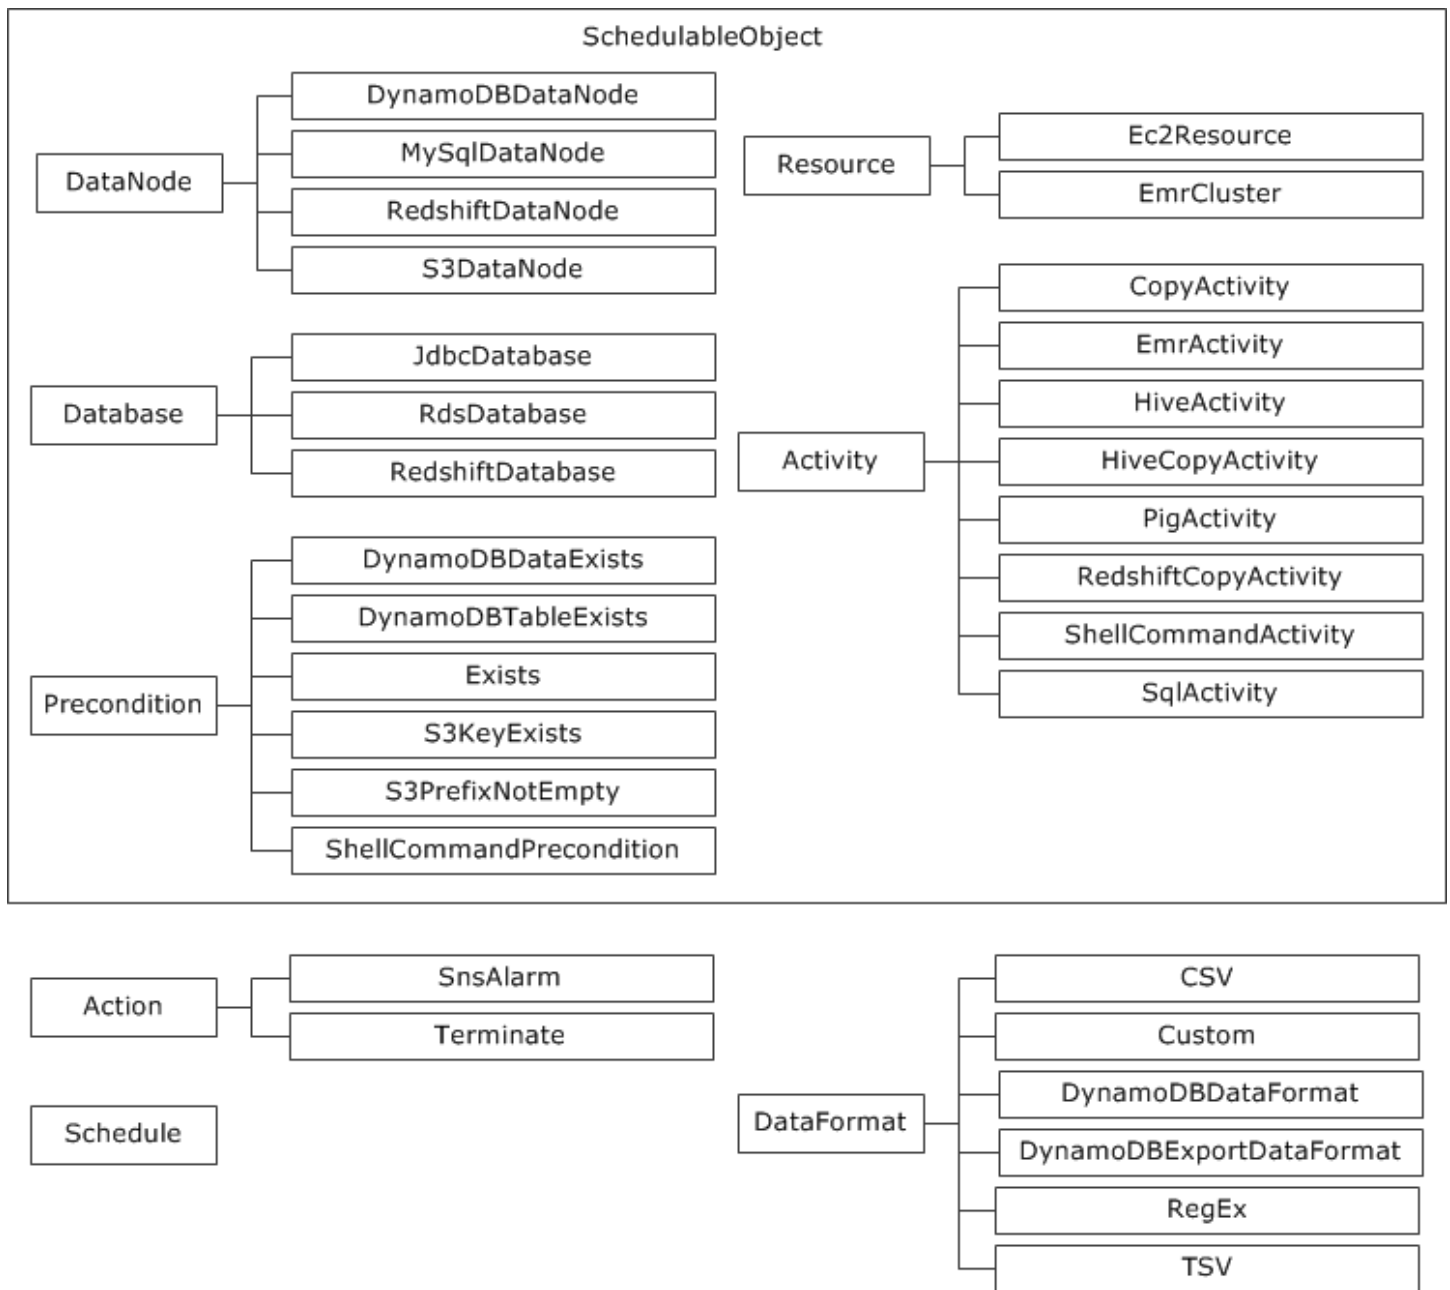 SchedulableObject
DataNode
DynamoDBDataNode
MySqlDataNode
RedshiftDataNode
S3DataNode
Database
JdbcDatabase
RdsDatabase
RedshiftDatabase
Precondition
DynamoDBDataExists
DynamoDBTableExists
Exists
S3KeyExists
S3PrefixNotEmpty
ShellCommandPrecondition
Resource
Ec2Resource
EmrCluster
Activity
CopyActivity
EmrActivity
HiveActivity
HiveCopyActivity
PigActivity
RedshiftCopyActivity
ShellCommandActivity
SqlActivity
Action
SnsAlarm
Terminate
Schedule
DataFormat
CSV
Custom
DynamoDBDataFormat
DynamoDBExportDataFormat
RegEx
TSV